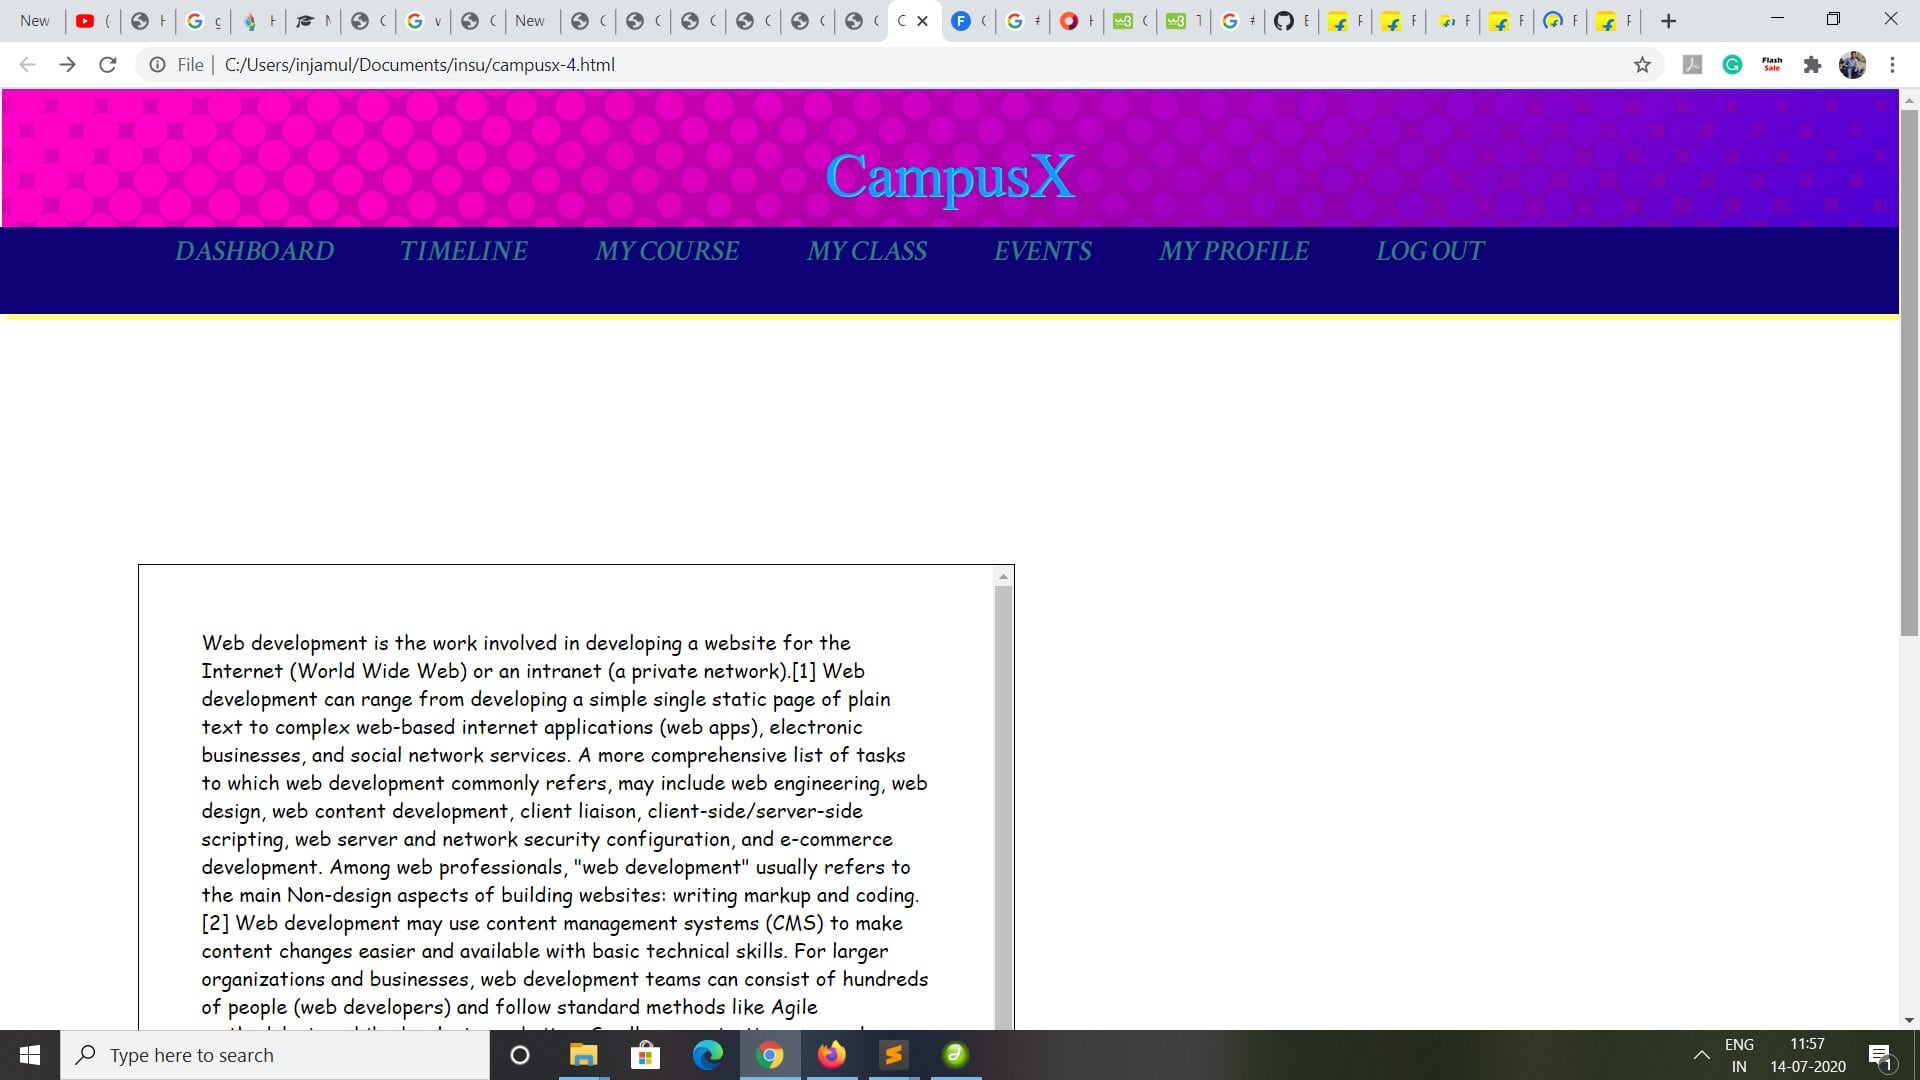 New
New
File
C:/Users/injamul/Documents/insu/campusx-4.html
Flash
Sale
CampusX
DASHBOARD TIMELINE MY COURSE MY CLASS EVENTS MY PROFILE LOG OUT
Web development is the work involved in developing a website for the
Internet (World Wide Web) or an intranet (a private network).[1] Web
development can range from developing a simple single static page of plain
text to complex web-based internet applications (web apps), electronic
businesses, and social network services. A more comprehensive list of tasks
to which web development commonly refers, may include web engineering, web
design, web content development, client liaison, client-side/server-side
scripting, web server and network security configuration, and e-commerce
development. Among web professionals, "web development" usually refers to
the main Non-design aspects of building websites: writing markup and coding.
[2] Web development may use content management systems (CMS) to make
content changes easier and available with basic technical skills. For larger
organizations and businesses, web development teams can consist of hundreds
of people (web developers) and follow standard methods like Agile
Type here to search
ENG
IN
11:57
14-07-2020
1